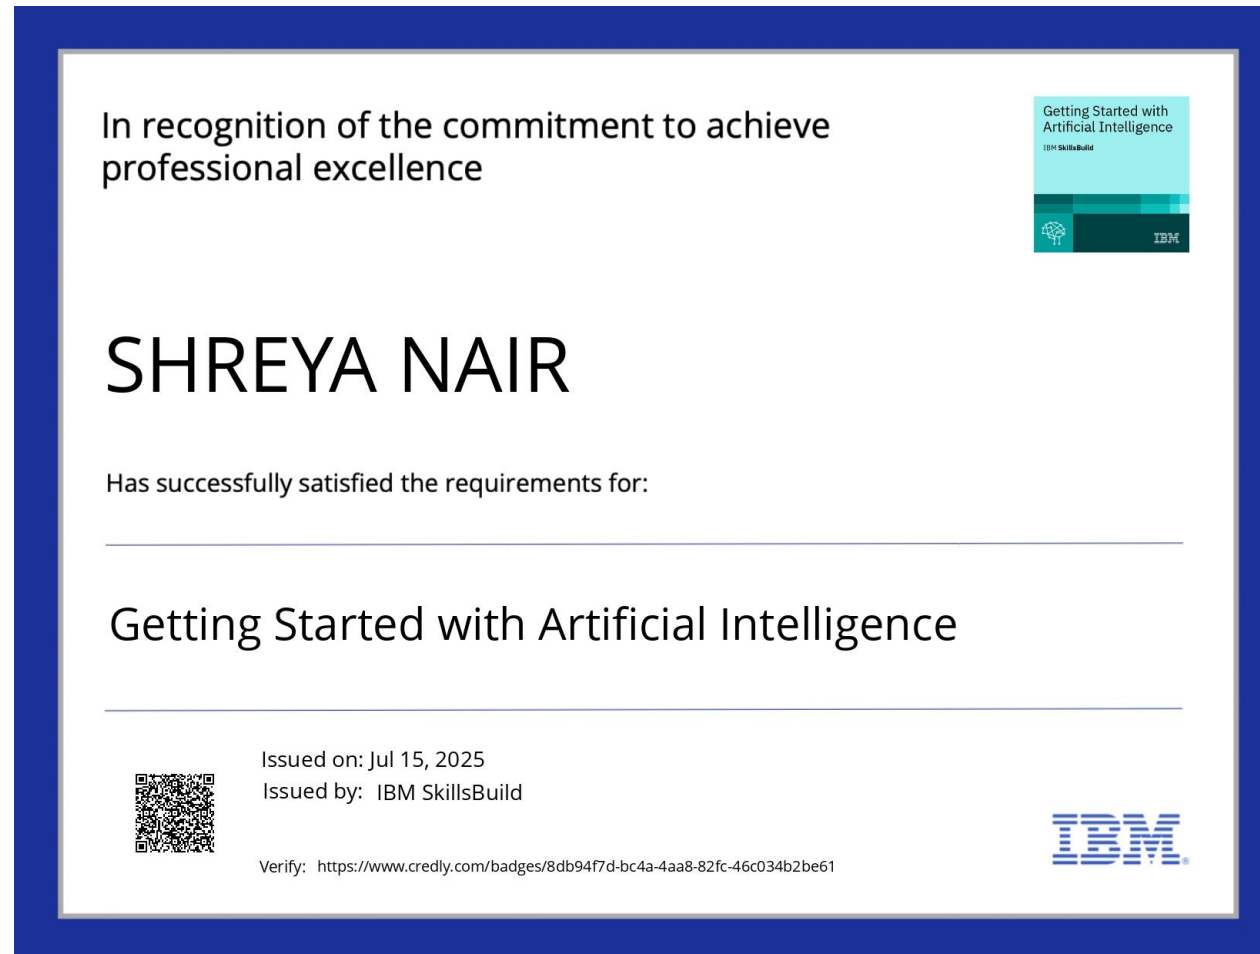 In recognition of the commitment to achieve
professional excellence
Getting Started with
Artificial Intelligence
IBM SkillsBuild
IBM
SHREYA NAIR
Has successfully satisfied the requirements for:
Getting Started with Artificial Intelligence
Issued on: Jul 15, 2025
Issued by: IBM SkillsBuild
Verify: https://www.credly.com/badges/8db94f7d-bc4a-4aa8-82fc-46c034b2be61
IBM®